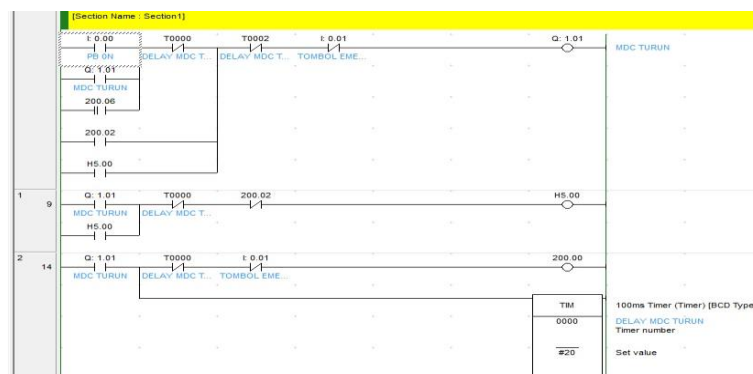 [Section Name : Section1]
I: 0.00 T0000 T0002 I: 0.01 Q: 1.01
PB ON DELAY MDC T... DELAY MDC T... TOMBOL EME... MDC TURUN
Q: 1.01
MDC TURUN
200.06
200.02
H5.00
1 9 Q: 1.01 T0000 200.02 H5.00
MDC TURUN DELAY MDC T...
H5.00
2 14 Q: 1.01 T0000 I: 0.01 200.00
MDC TURUN DELAY MDC T... TOMBOL EME...
TIM 100ms Timer (Timer) [BCD Type
0000 DELAY MDC TURUN
Timer number
#20 Set value